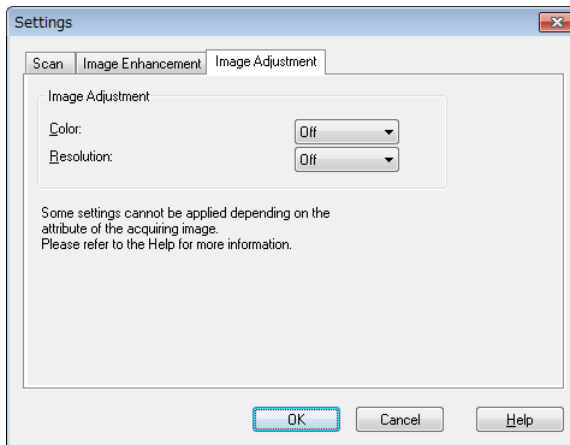 Settings
Scan Image Enhancement Image Adjustment
Image Adjustment
Color: Off
Resolution: Off
Some settings cannot be applied depending on the
attribute of the acquiring image.
Please refer to the Help for more information.
OK Cancel Help